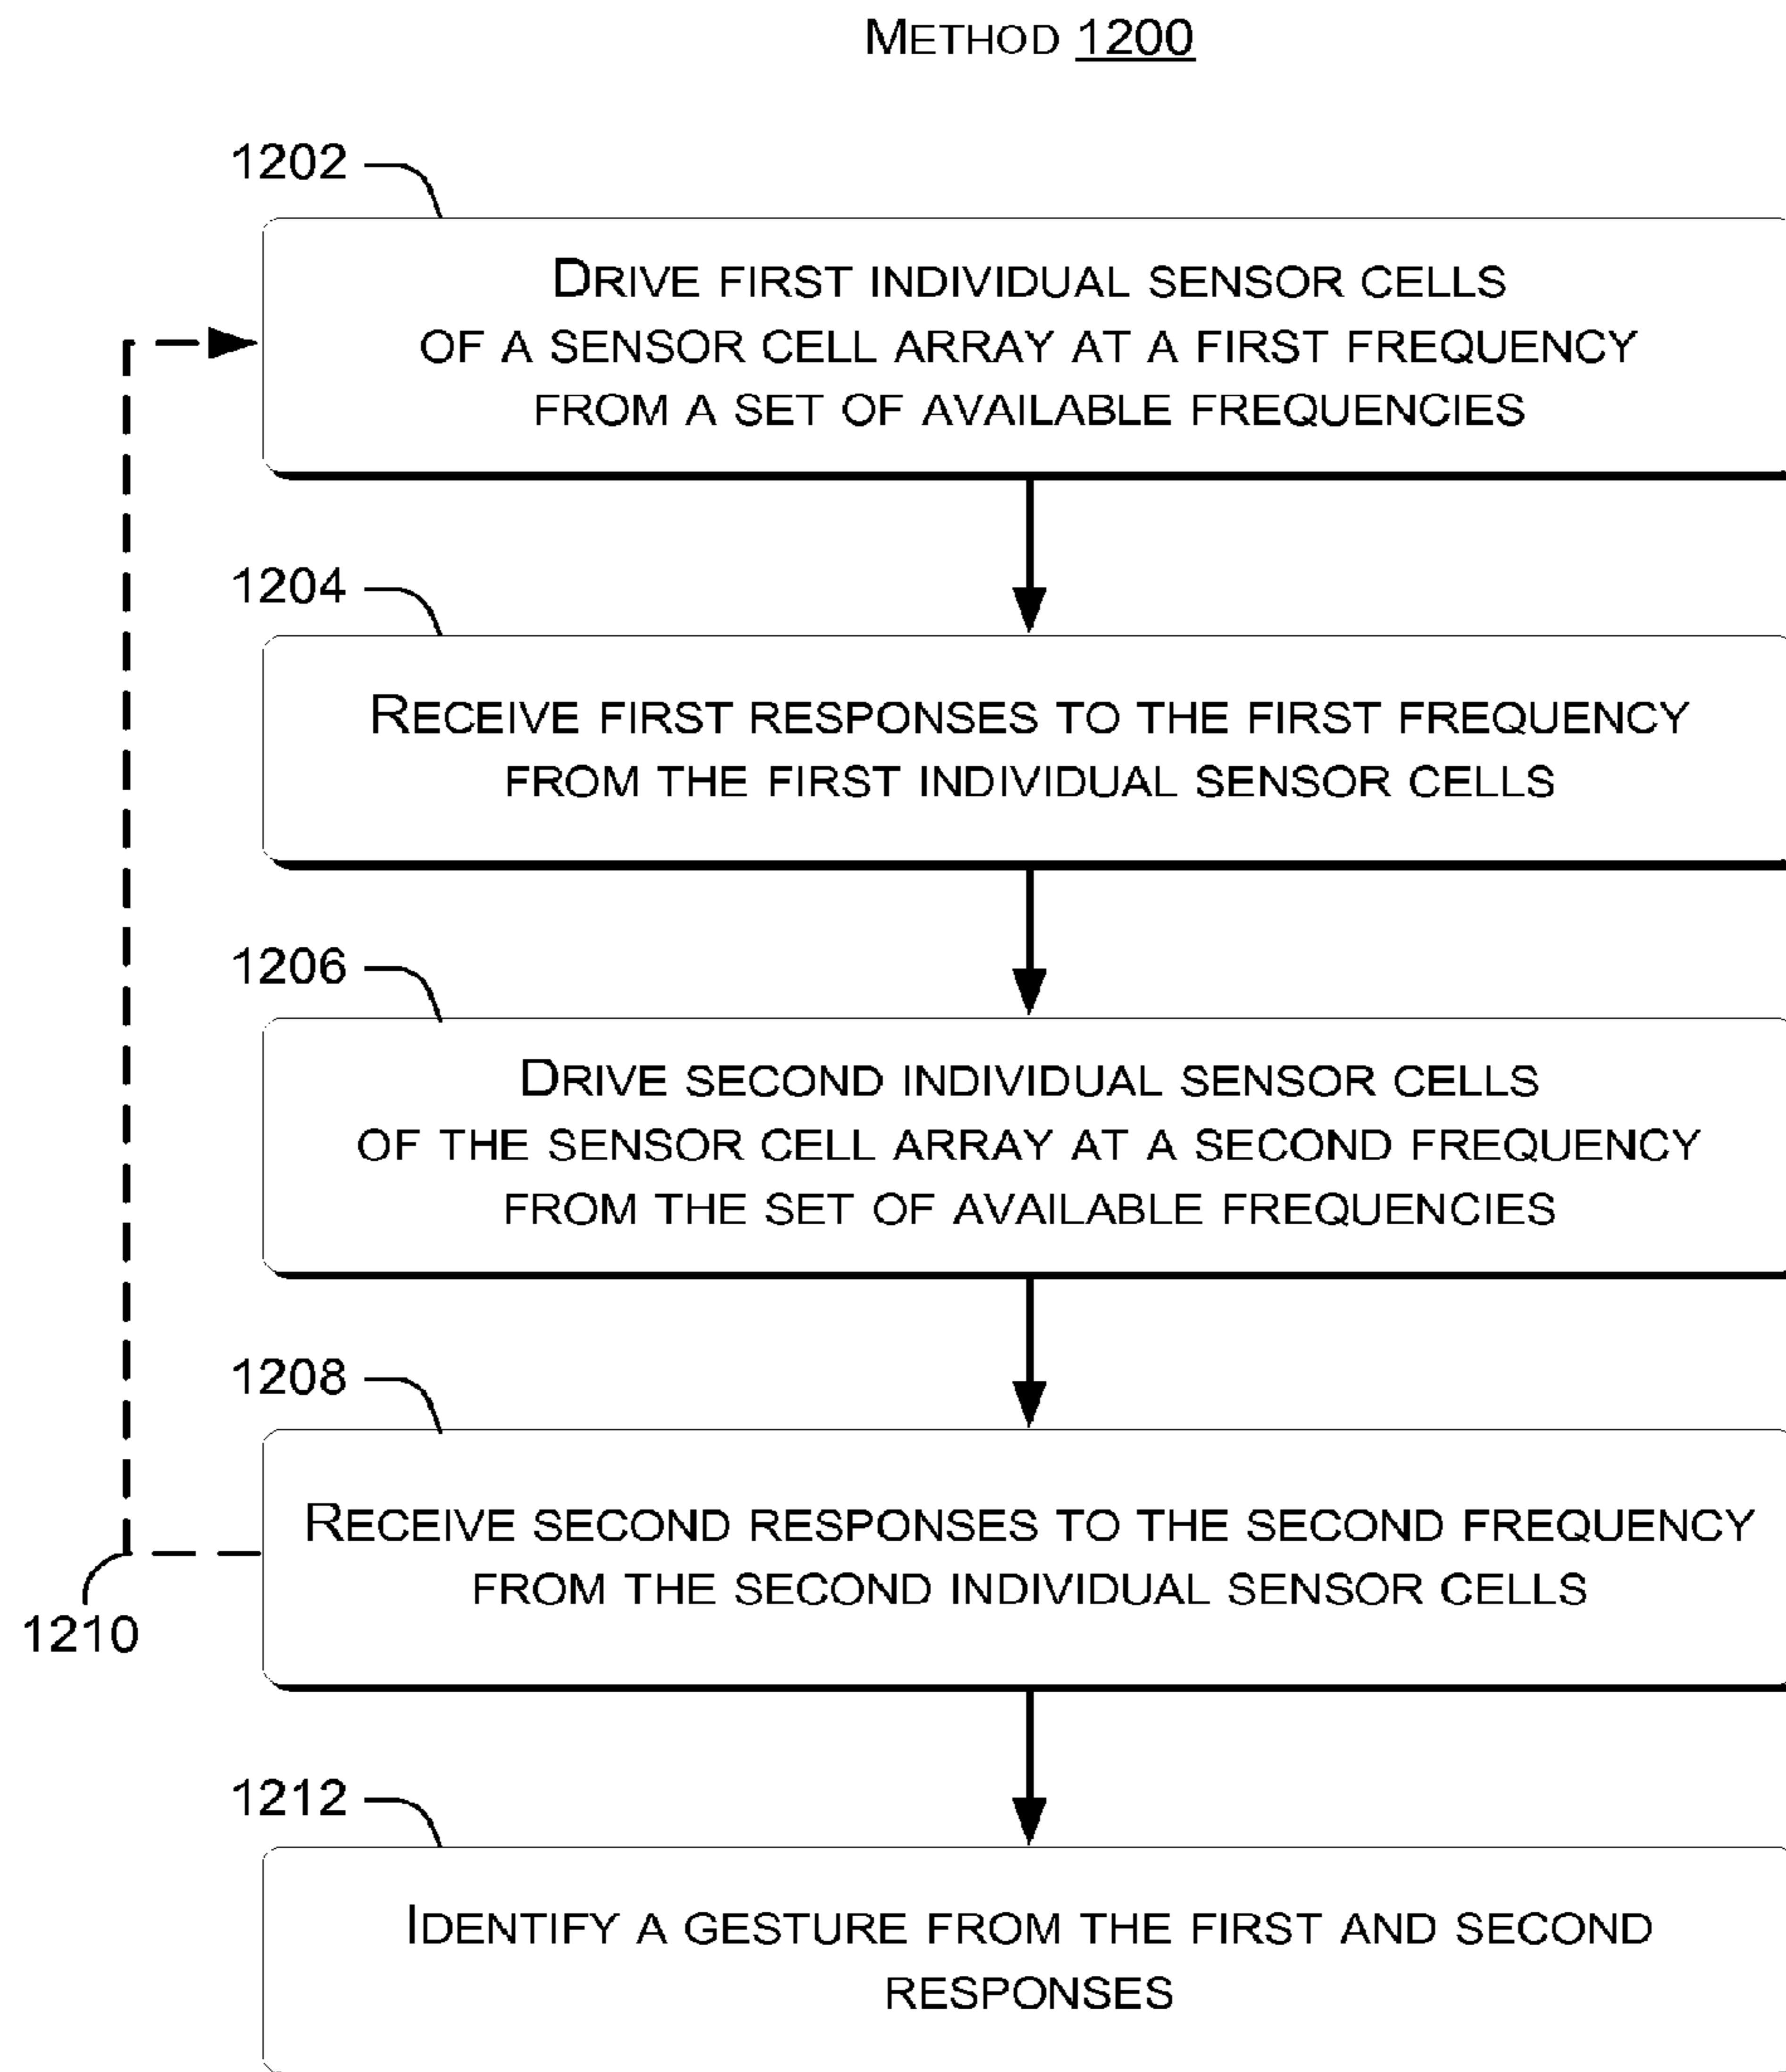 METHOD 1200
1202
DRIVE FIRST INDIVIDUAL SENSOR CELLS
OF A SENSOR CELL ARRAY AT A FIRST FREQUENCY
FROM A SET OF AVAILABLE FREQUENCIES
1204
RECEIVE FIRST RESPONSES TO THE FIRST FREQUENCY
FROM THE FIRST INDIVIDUAL SENSOR CELLS
1206
DRIVE SECOND INDIVIDUAL SENSOR CELLS
OF THE SENSOR CELL ARRAY AT A SECOND FREQUENCY
FROM THE SET OF AVAILABLE FREQUENCIES
1208
RECEIVE SECOND RESPONSES TO THE SECOND FREQUENCY
FROM THE SECOND INDIVIDUAL SENSOR CELLS
1210
1212
IDENTIFY A GESTURE FROM THE FIRST AND SECOND
RESPONSES